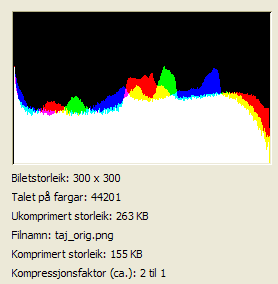 Biletstorleik: 300 x 300
Talet på fargar: 44201
Ukomprimert storleik: 263 KB
Filnamn: taj_orig.png
Komprimert storleik: 155 KB
Kompressjonsfaktor (ca.): 2 til 1